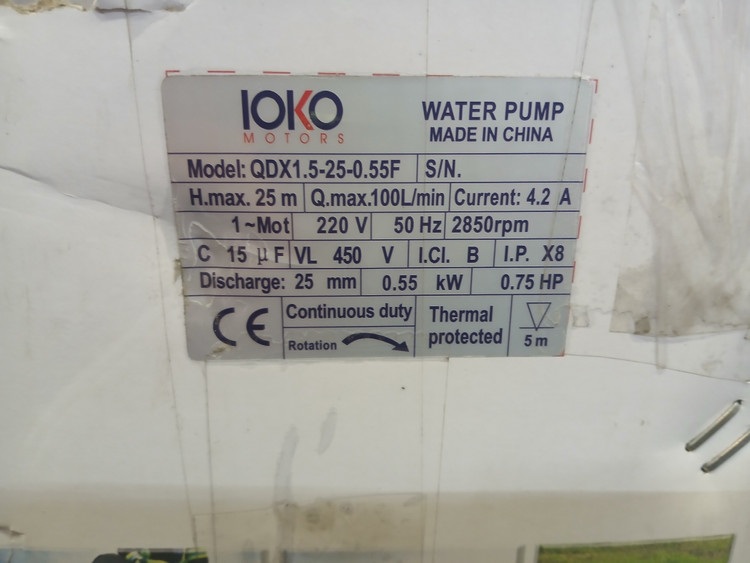 IOKO
MOTORS
WATER PUMP
MADE IN CHINA
Model: QDX1.5-25-0.55F S/N.
H.max. 25 m Q.max.100L/min Current: 4.2 A
1~Mot 220 V 50 Hz 2850rpm
C 15 µF VL 450 V I.Cl. B I.P. X8
Discharge: 25 mm 0.55 kW 0.75 HP
CE
Continuous duty
Rotation
Thermal
protected
5 m